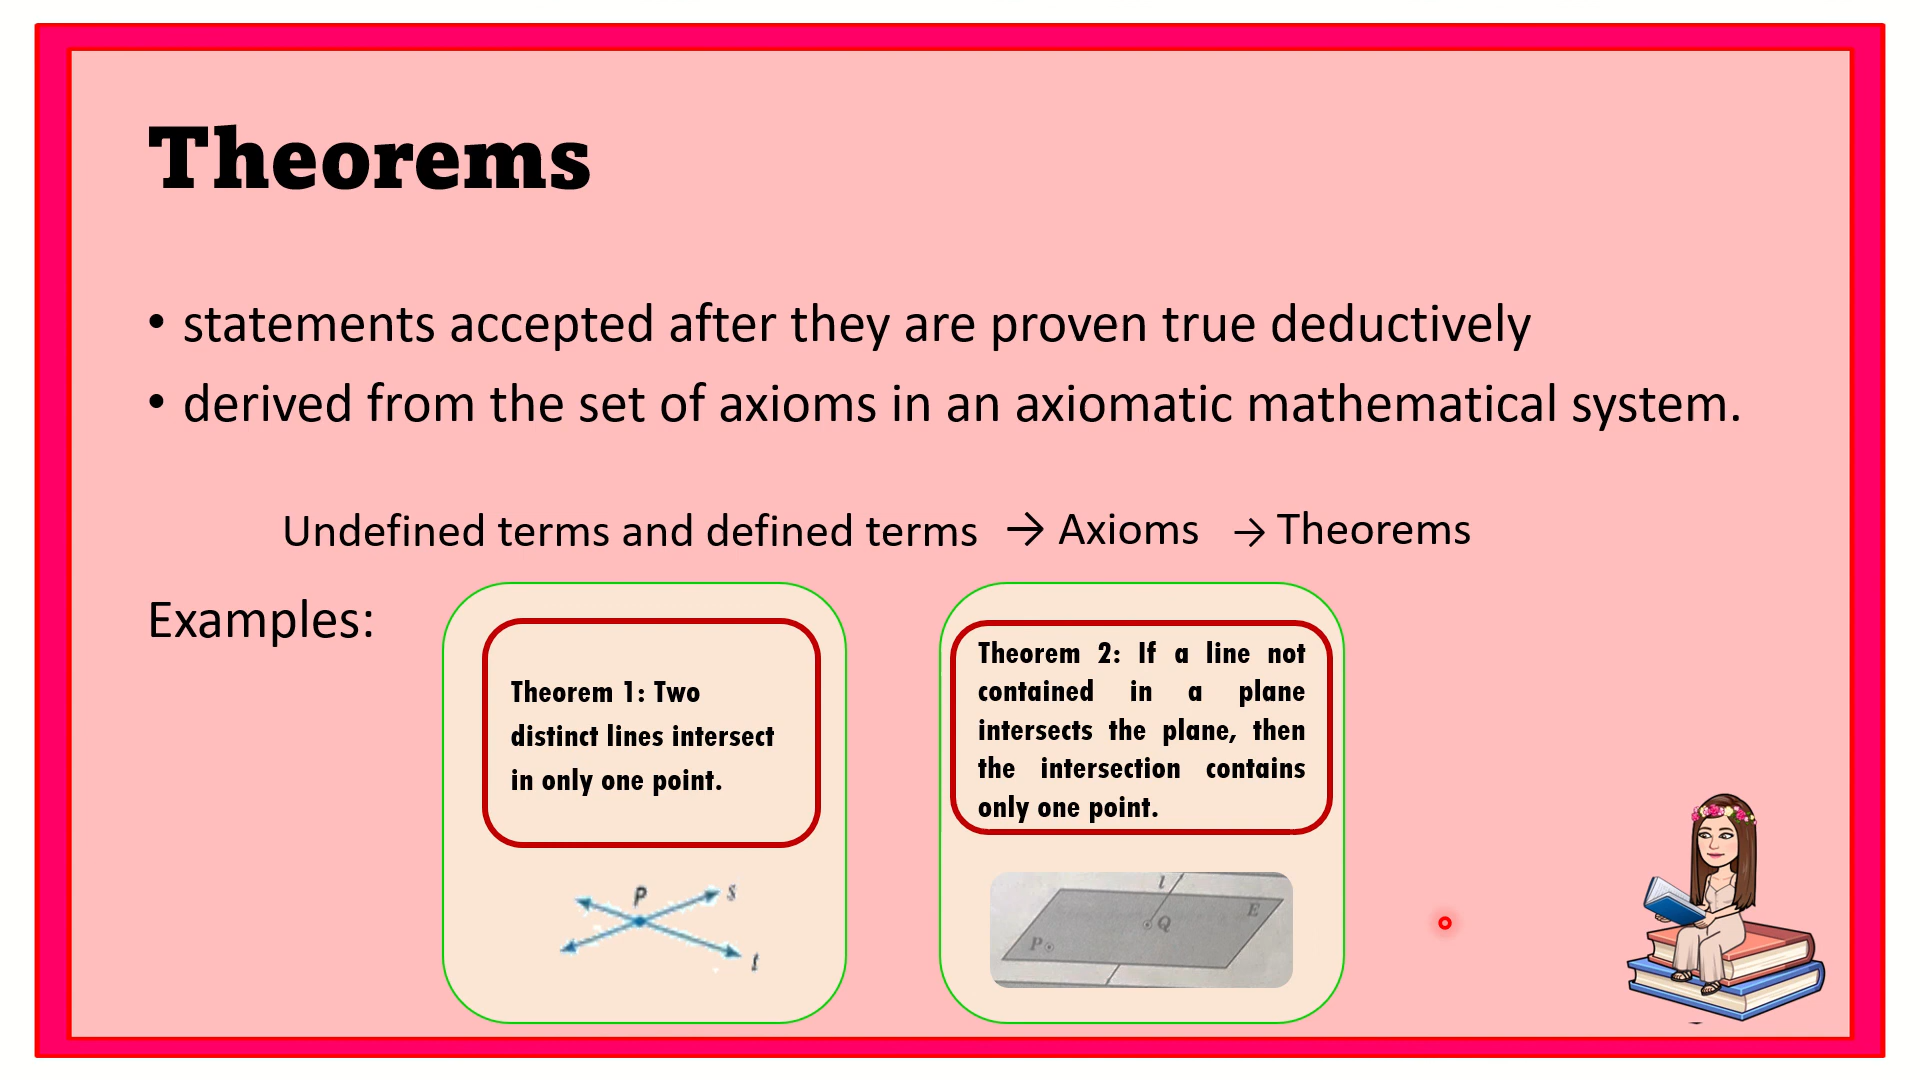 Theorems
• statements accepted after they are proven true deductively
• derived from the set of axioms in an axiomatic mathematical system.
Undefined terms and defined terms → Axioms → Theorems
Examples:
Theorem 1: Two
distinct lines intersect
in only one point.
P
s
t
Theorem 2: If a line not
contained in a plane
intersects the plane, then
the intersection contains
only one point.
l
E
Q
P